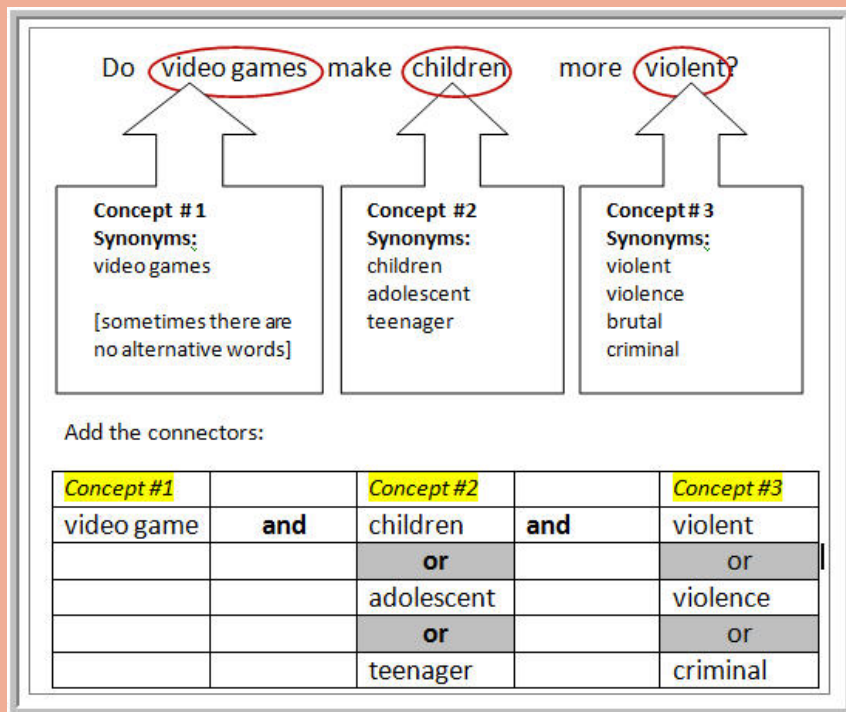 Do video games make children more violent?
Concept #1
Synonyms:
video games
[sometimes there are
no alternative words]
Concept #2
Synonyms:
children
adolescent
teenager
Concept #3
Synonyms:
violent
violence
brutal
criminal
Add the connectors:
Concept #1 Concept #2 Concept #3
video game and children and violent
or or
adolescent violence
or or
teenager criminal